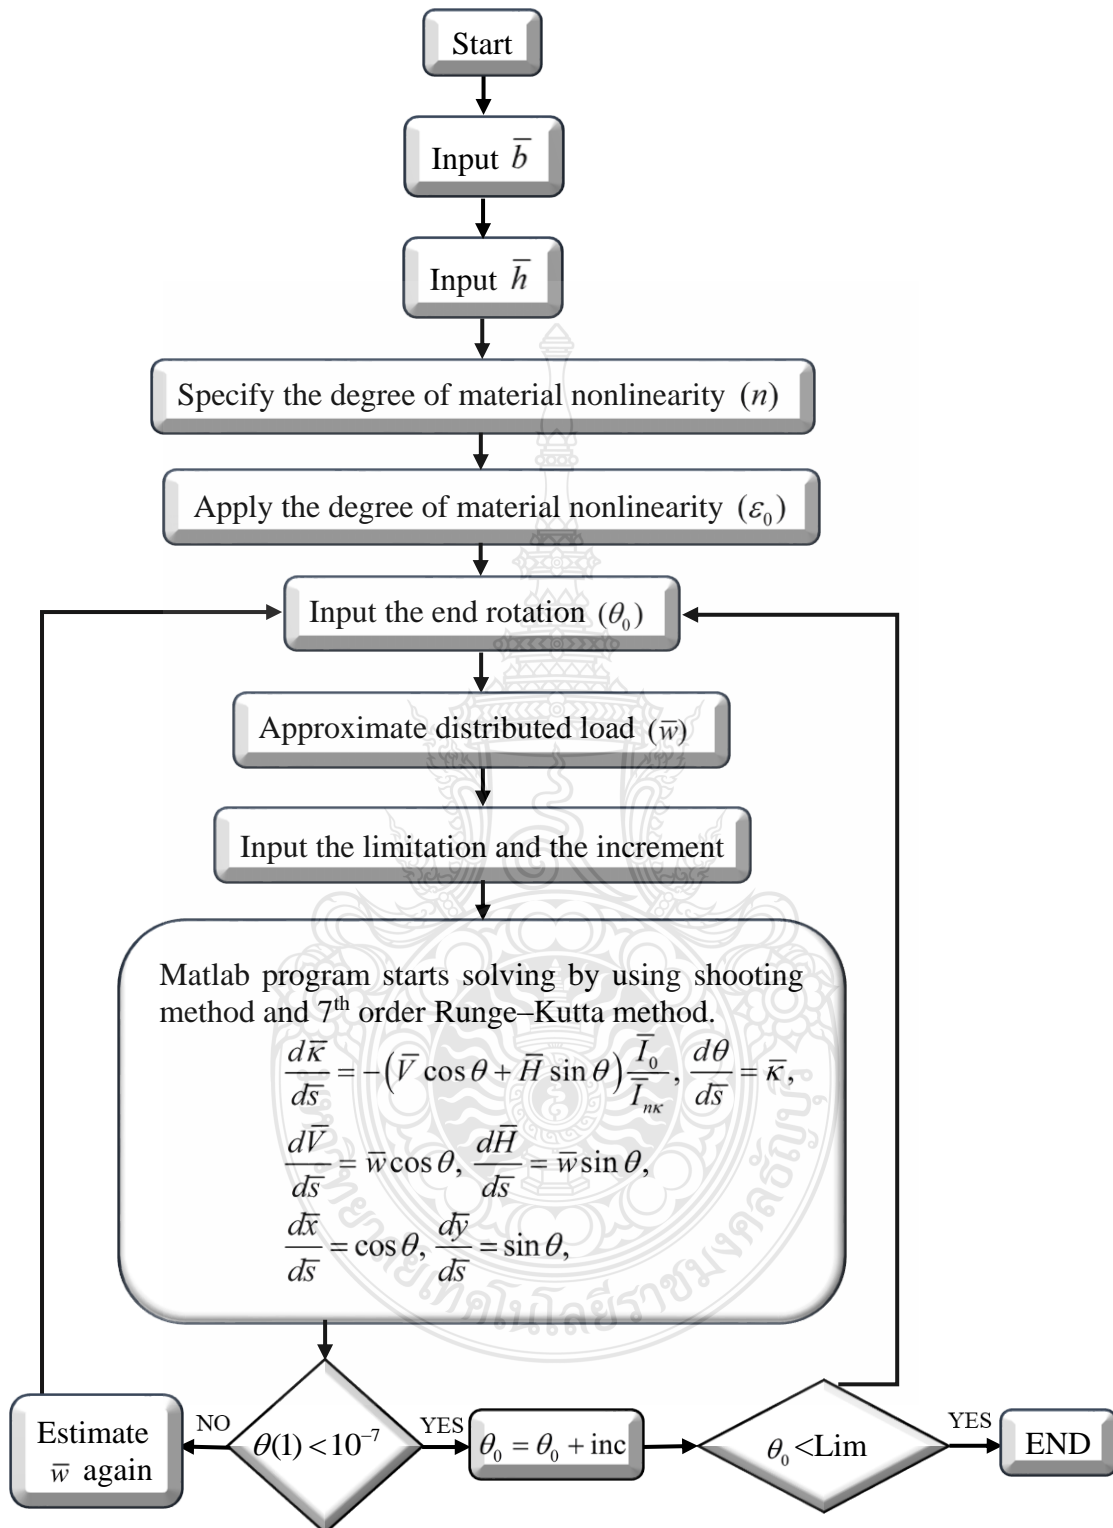 Start
Input b̅
Input h̅
Specify the degree of material nonlinearity (n)
Apply the degree of material nonlinearity (ε₀)
Input the end rotation (θ₀)
Approximate distributed load (w̅)
Input the limitation and the increment
Matlab program starts solving by using shooting
method and 7th order Runge–Kutta method.
dκ̅/ds̅ = −(V̅ cos θ + H̅ sin θ) I̅₀/I̅nκ, dθ/ds̅ = κ̅,
dV̅/ds̅ = w̅ cos θ, dH̅/ds̅ = w̅ sin θ,
dx̅/ds̅ = cos θ, dy̅/ds̅ = sin θ,
Estimate
w̅ again
NO
θ(1) < 10⁻⁷
YES
θ₀ = θ₀ + inc
θ₀ <Lim
YES
END